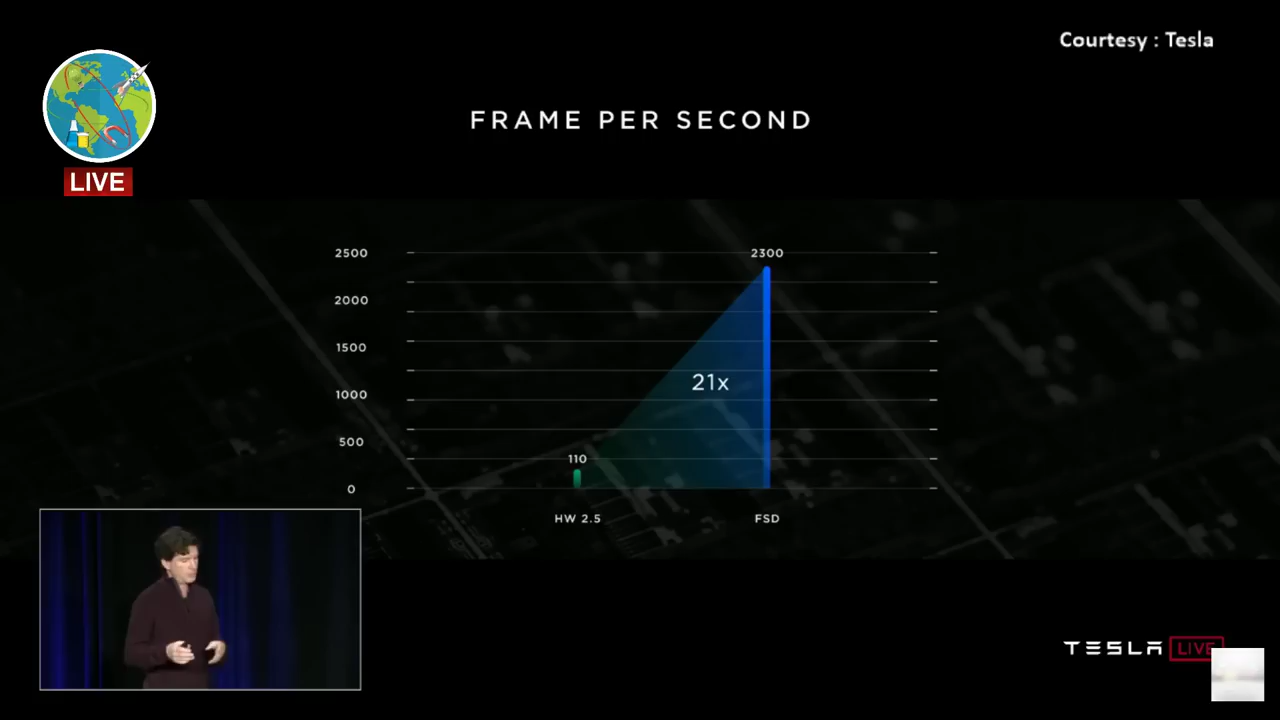 Courtesy : Tesla
FRAME PER SECOND
LIVE
2500
2300
2000
1500
21x
1000
500
110
0
HW 2.5
FSD
TESLA LIVE